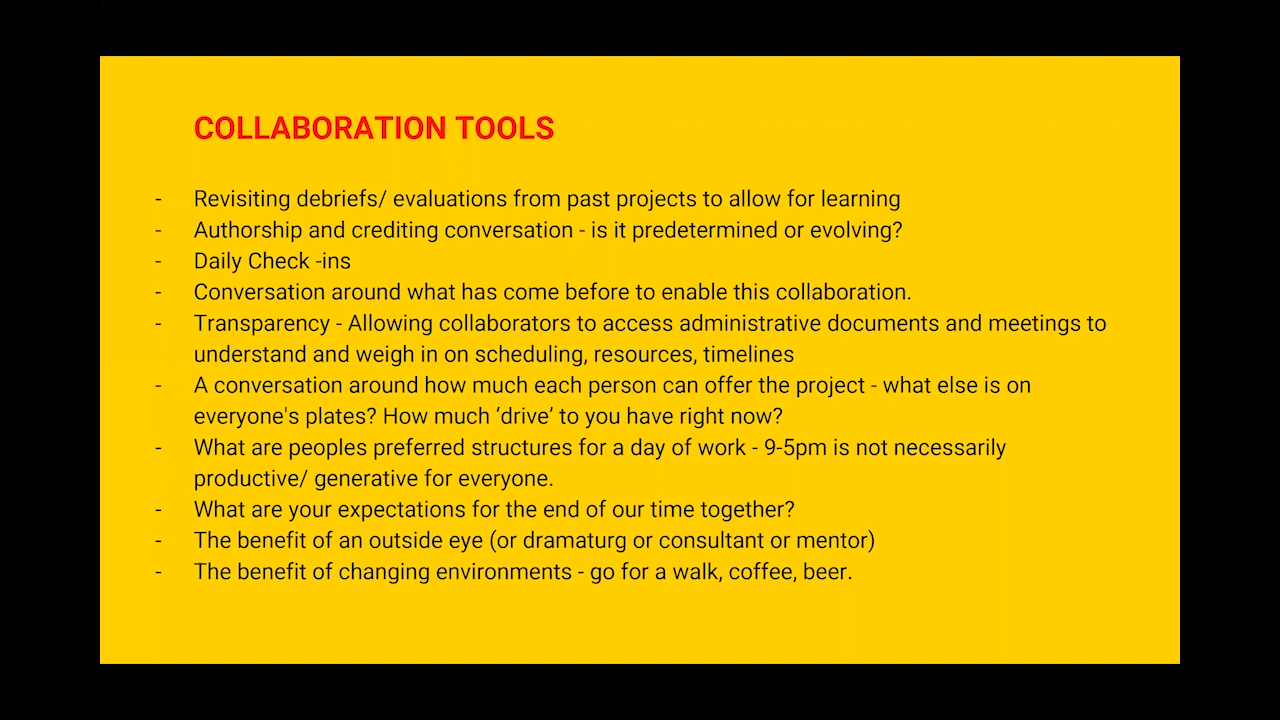 COLLABORATION TOOLS
- Revisiting debriefs/ evaluations from past projects to allow for learning
- Authorship and crediting conversation - is it predetermined or evolving?
- Daily Check -ins
- Conversation around what has come before to enable this collaboration.
- Transparency - Allowing collaborators to access administrative documents and meetings to
understand and weigh in on scheduling, resources, timelines
- A conversation around how much each person can offer the project - what else is on
everyone's plates? How much ‘drive’ to you have right now?
- What are peoples preferred structures for a day of work - 9-5pm is not necessarily
productive/ generative for everyone.
- What are your expectations for the end of our time together?
- The benefit of an outside eye (or dramaturg or consultant or mentor)
- The benefit of changing environments - go for a walk, coffee, beer.